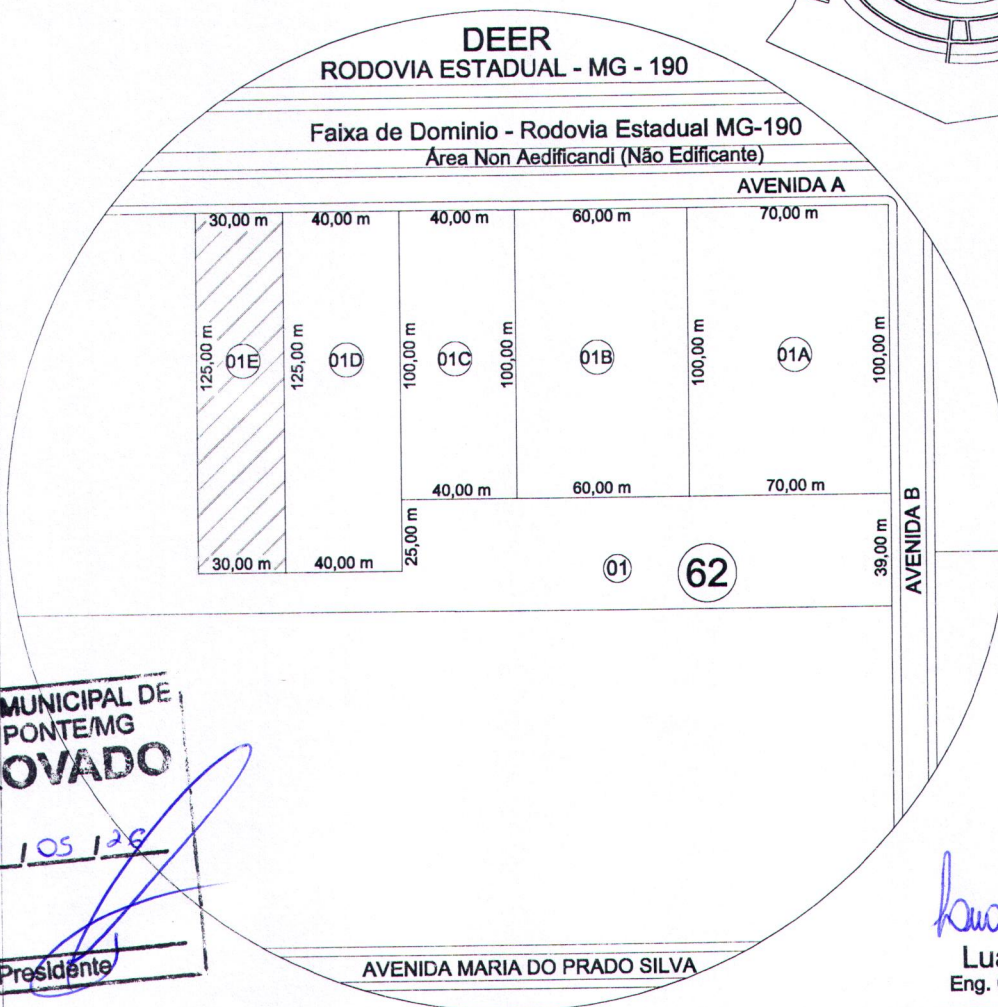 DEER
RODOVIA ESTADUAL - MG - 190
Faixa de Dominio - Rodovia Estadual MG-190
Área Non Aedificandi (Não Edificante)
AVENIDA A
30,00 m 40,00 m 40,00 m 60,00 m 70,00 m
125,00 m 01E 125,00 m 01D 100,00 m 01C 100,00 m 01B 100,00 m 01A 100,00 m
40,00 m 60,00 m 70,00 m
30,00 m 40,00 m 25,00 m 01 62 39,00 m AVENIDA B
MUNICIPAL DE
PONTE/MG
OVADO
/ 05 / 26
Presidente
AVENIDA MARIA DO PRADO SILVA
Lua
Eng.